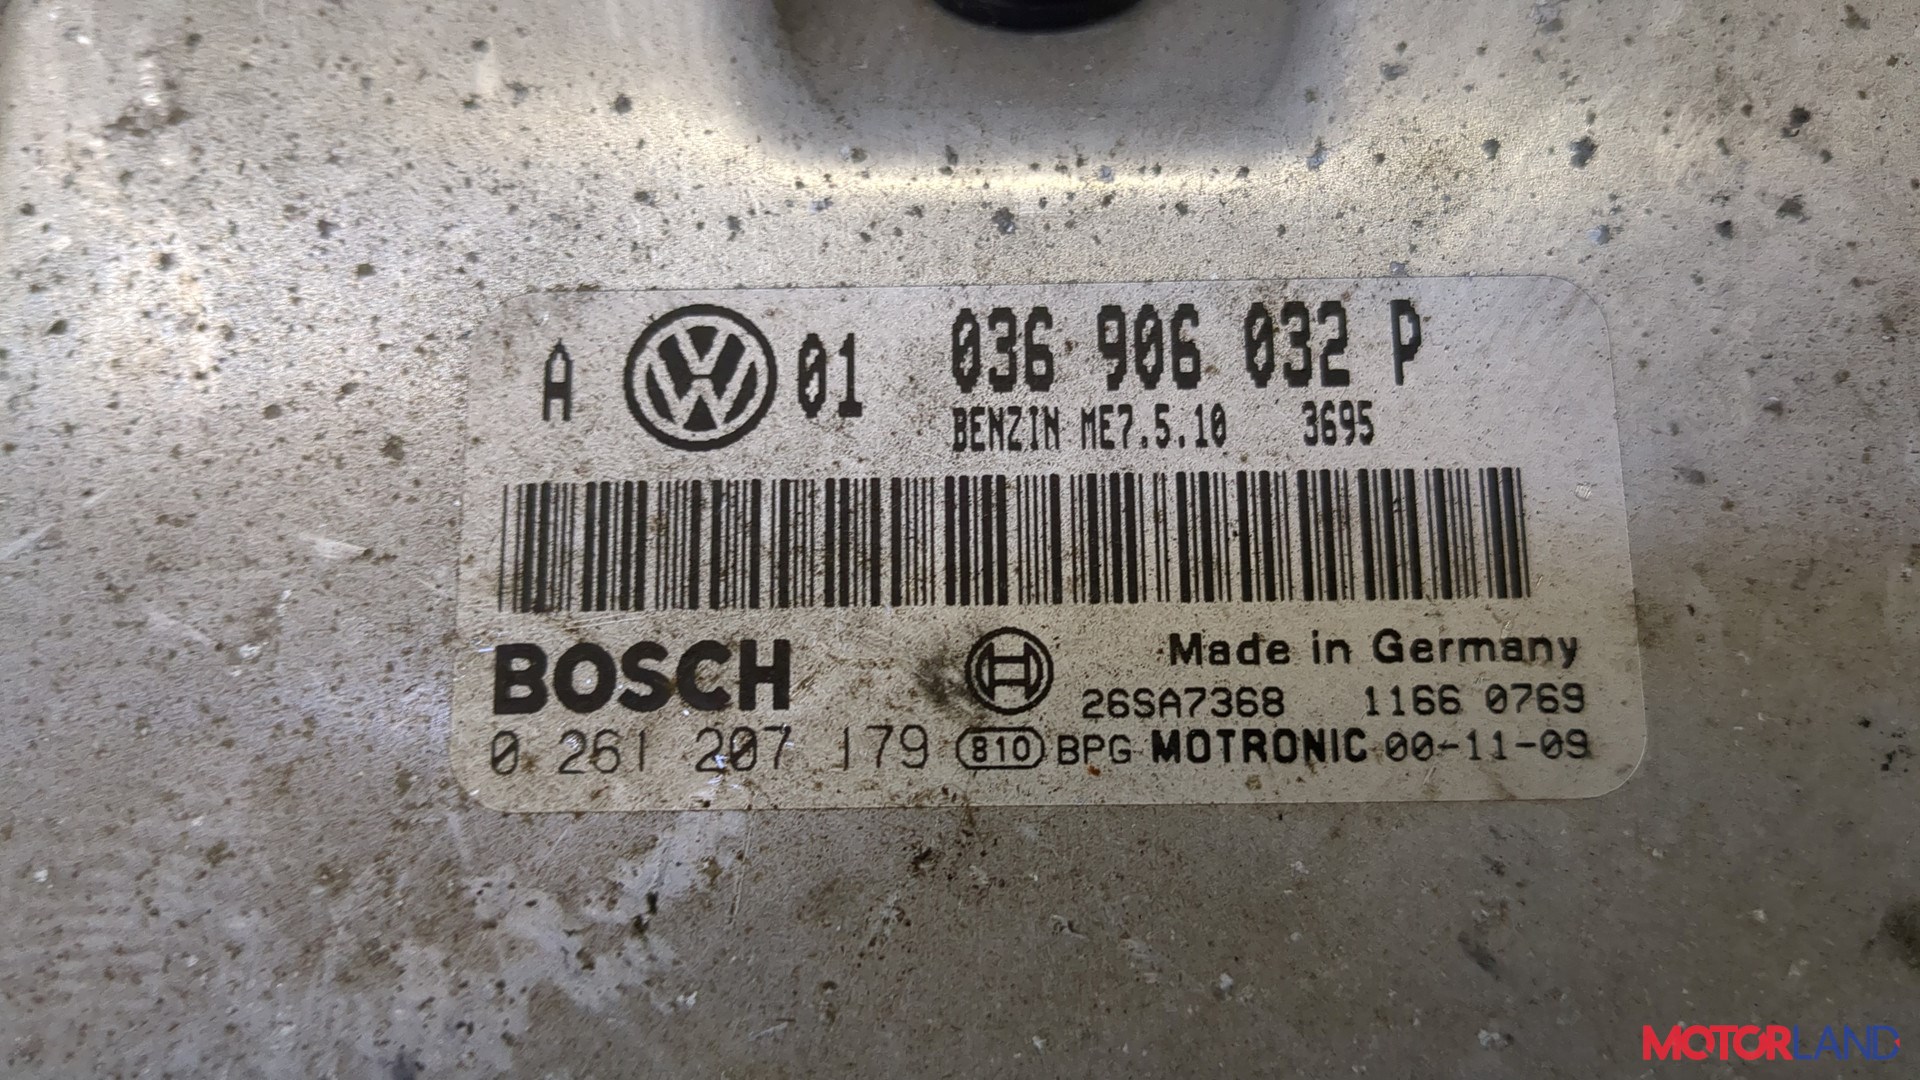 A VW 01 036 906 032 P
BENZIN ME7.5.10 3695
BOSCH
Made in Germany
26SA7368 1166 0769
0 261 207 179 810 BPG MOTRONIC 00-11-09
MOTORLAND